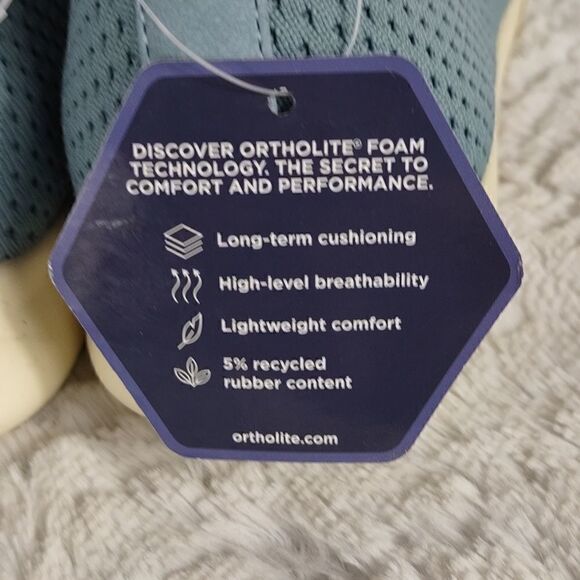 DISCOVER ORTHOLITE® FOAM
TECHNOLOGY. THE SECRET TO
COMFORT AND PERFORMANCE.
Long-term cushioning
High-level breathability
Lightweight comfort
5% recycled
rubber content
ortholite.com